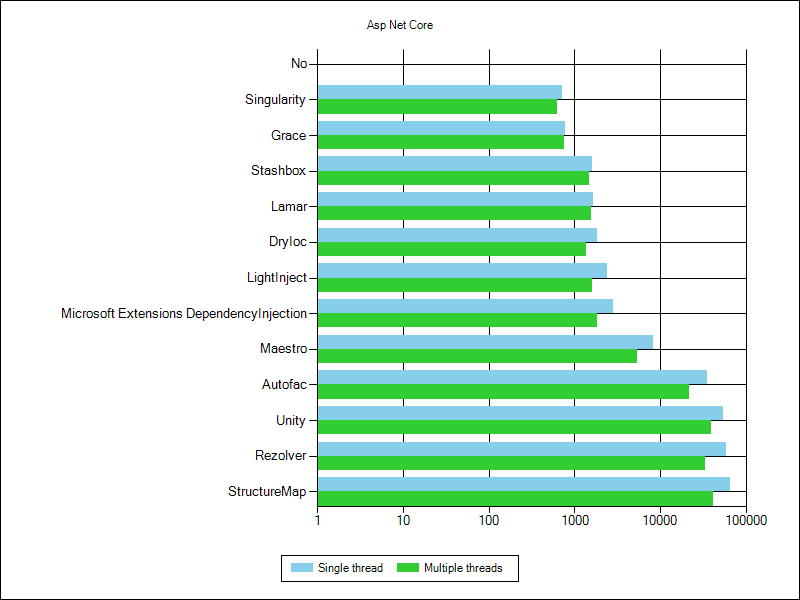 Asp Net Core
No
Singularity
Grace
Stashbox
Lamar
DryIoc
LightInject
Microsoft Extensions DependencyInjection
Maestro
Autofac
Unity
Rezolver
StructureMap
1 10 100 1000 10000 100000
Single thread Multiple threads